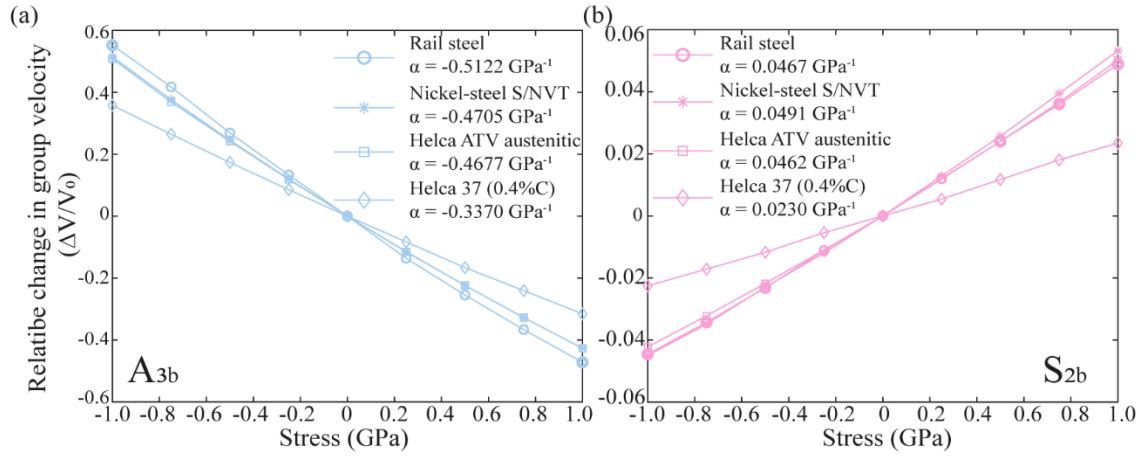 (a)
Relatibe change in group velocity
(ΔV/V₀)
0.6
0.4
0.2
0
-0.2
-0.4
-0.6
Rail steel
α = -0.5122 GPa⁻¹
Nickel-steel S/NVT
α = -0.4705 GPa⁻¹
Helca ATV austenitic
α = -0.4677 GPa⁻¹
Helca 37 (0.4%C)
α = -0.3370 GPa⁻¹
A3b
-1.0 -0.8 -0.6 -0.4 -0.2 0 0.2 0.4 0.6 0.8 1.0
Stress (GPa)
(b)
0.06
0.04
0.02
0
-0.02
-0.04
-0.06
Rail steel
α = 0.0467 GPa⁻¹
Nickel-steel S/NVT
α = 0.0491 GPa⁻¹
Helca ATV austenitic
α = 0.0462 GPa⁻¹
Helca 37 (0.4%C)
α = 0.0230 GPa⁻¹
S2b
-1.0 -0.8 -0.6 -0.4 -0.2 0 0.2 0.4 0.6 0.8 1.0
Stress (GPa)